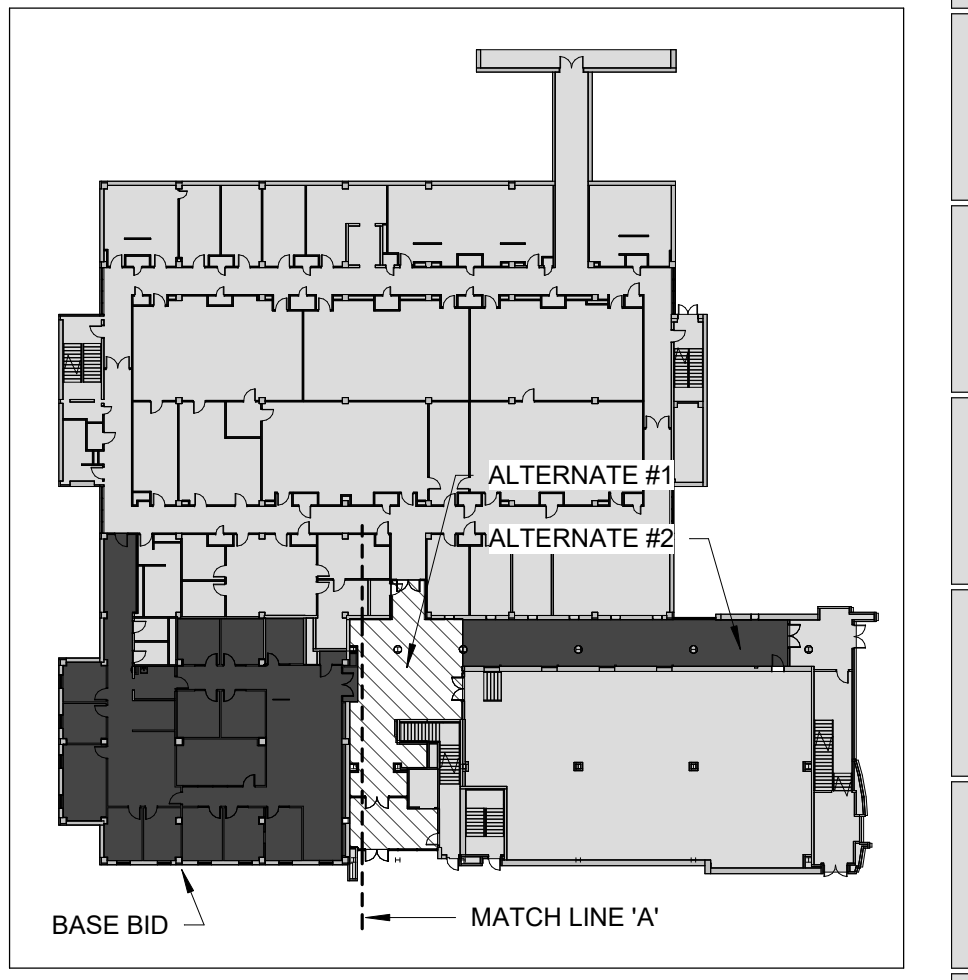 ALTERNATE #1
ALTERNATE #2
BASE BID
MATCH LINE 'A'